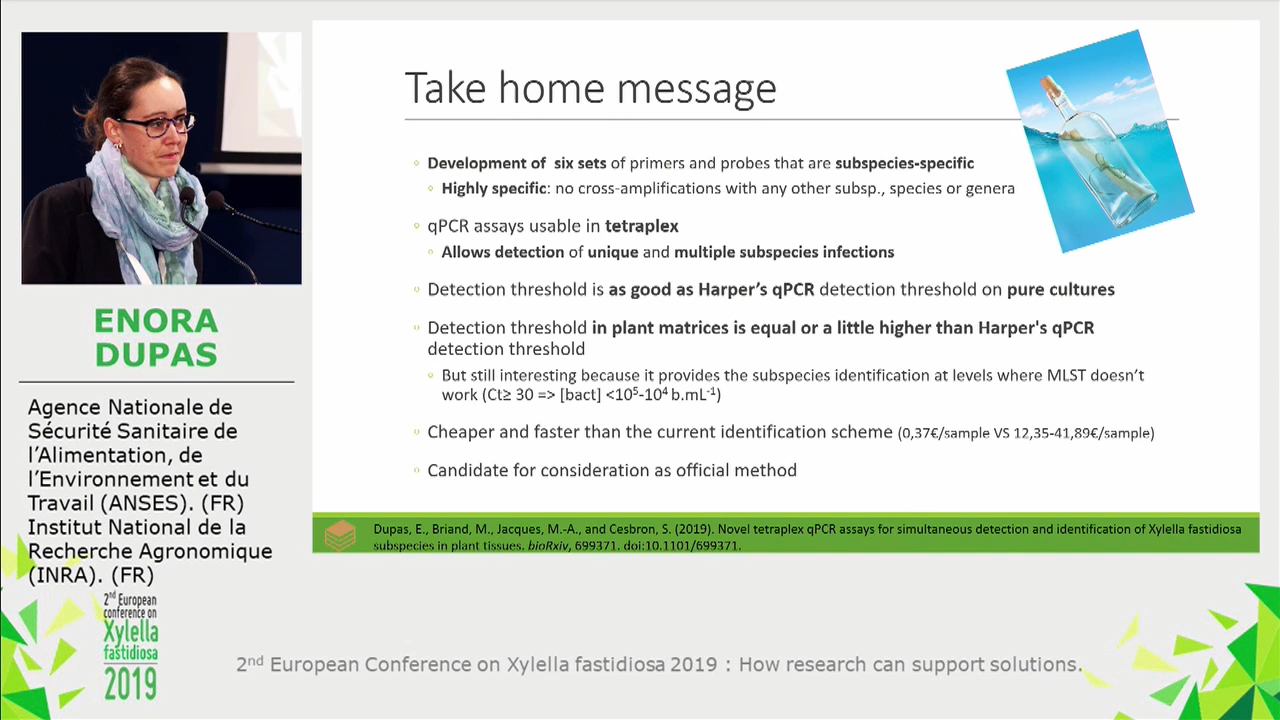 Take home message
Development of six sets of primers and probes that are subspecies-specific
Highly specific: no cross-amplifications with any other subsp., species or genera
qPCR assays usable in tetraplex
Allows detection of unique and multiple subspecies infections
Detection threshold is as good as Harper’s qPCR detection threshold on pure cultures
Detection threshold in plant matrices is equal or a little higher than Harper's qPCR
detection threshold
But still interesting because it provides the subspecies identification at levels where MLST doesn’t
work (Ct≥ 30 => [bact] <10⁵-10⁴ b.mL⁻¹)
Cheaper and faster than the current identification scheme (0,37€/sample VS 12,35-41,89€/sample)
Candidate for consideration as official method
Dupas, E., Briand, M., Jacques, M.-A., and Cesbron, S. (2019). Novel tetraplex qPCR assays for simultaneous detection and identification of Xylella fastidiosa
subspecies in plant tissues. bioRxiv, 699371. doi:10.1101/699371.
ENORA
DUPAS
Agence Nationale de
Sécurité Sanitaire de
l’Alimentation, de
l’Environnement et du
Travail (ANSES). (FR)
Institut National de la
Recherche Agronomique
(INRA). (FR)
2nd European
conference on
Xylella
fastidiosa
2019
2nd European Conference on Xylella fastidiosa 2019 : How research can support solutions.